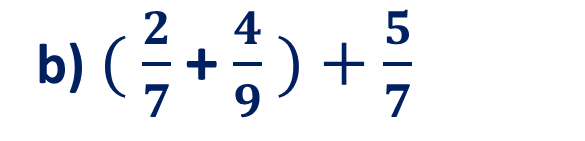 b) ( 2/7 + 4/9 ) + 5/7